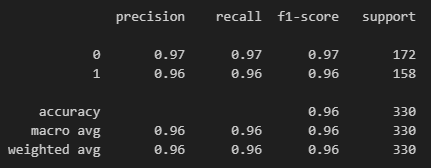 precision recall f1-score support
0 0.97 0.97 0.97 172
1 0.96 0.96 0.96 158
accuracy 0.96 330
macro avg 0.96 0.96 0.96 330
weighted avg 0.96 0.96 0.96 330